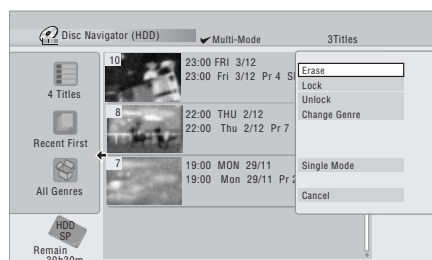 Disc Navigator (HDD)
Multi-Mode
3Titles
4 Titles
Recent First
All Genres
HDD
SP
Remain
30h30m
10
23:00 FRI 3/12
23:00 Fri 3/12 Pr 4
8
22:00 THU 2/12
22:00 Thu 2/12 Pr 7
7
19:00 MON 29/11
19:00 Mon 29/11 Pr 2
Erase
Lock
Unlock
Change Genre
Single Mode
Cancel